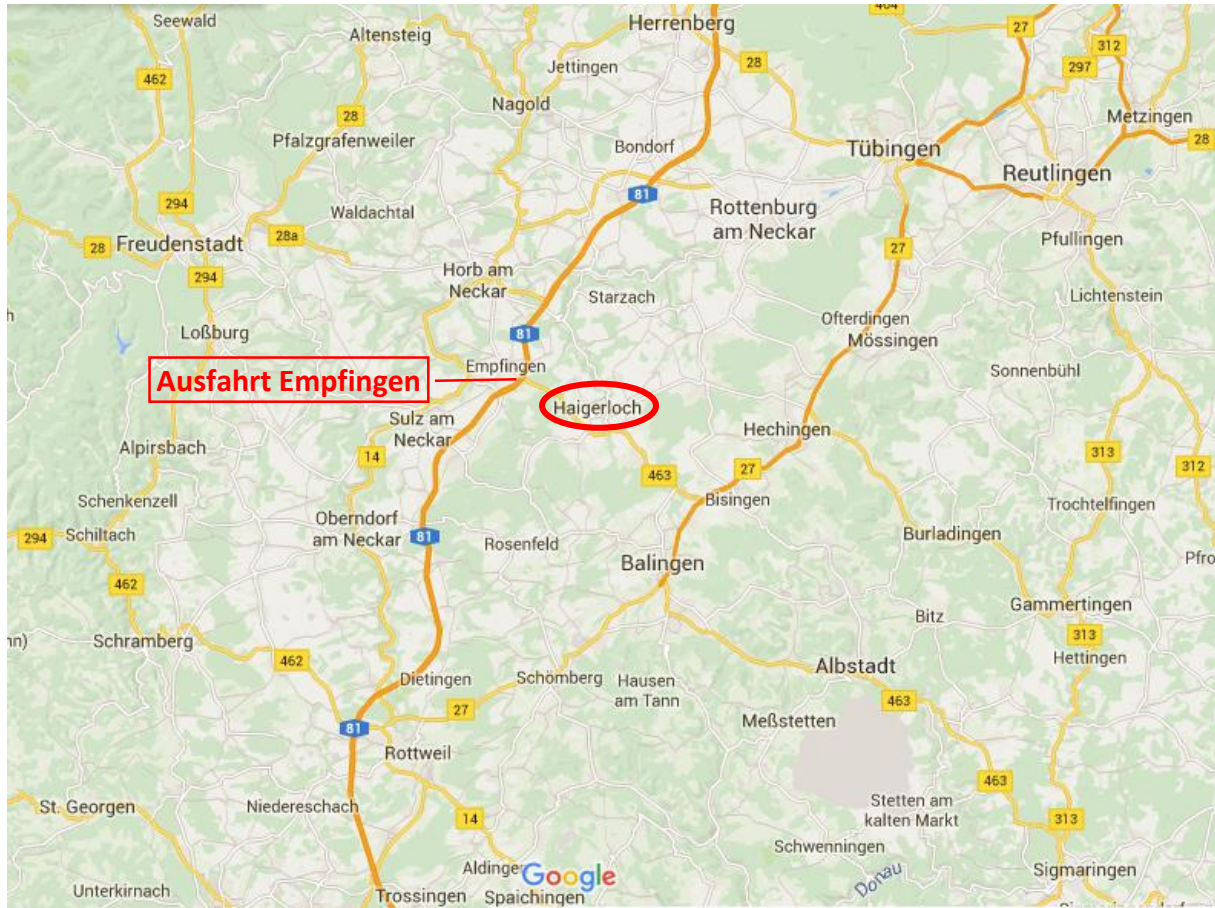 Seewald
Altensteig
Herrenberg
464
27
312
462
Jettingen
28
297
Nagold
Metzingen
28
Pfalzgrafenweiler
Bondorf
Tübingen
28
Reutlingen
81
294
Waldachtal
Rottenburg
am Neckar
28
Freudenstadt
28a
27
Pfullingen
294
Horb am
Neckar
Starzach
Lichtenstein
h
Loßburg
81
Ofterdingen
Mössingen
Empfingen
Sonnenbühl
Ausfahrt Empfingen
Haigerloch
Sulz am
Neckar
Hechingen
Alpirsbach
14
463
27
313
312
Schenkenzell
Bisingen
Trochtelfingen
Oberndorf
am Neckar
294
Schiltach
81
Rosenfeld
Burladingen
Balingen
Pfro
462
Gammertingen
Bitz
nn)
Schramberg
313
462
Albstadt
Hettingen
Dietingen
Schömberg
Hausen
am Tann
463
27
Meßstetten
81
Rottweil
463
St. Georgen
Niedereschach
Stetten am
kalten Markt
14
313
Schwenningen
Aldinge
Google
Donau
Sigmaringen
Unterkirnach
Trossingen
Spaichingen